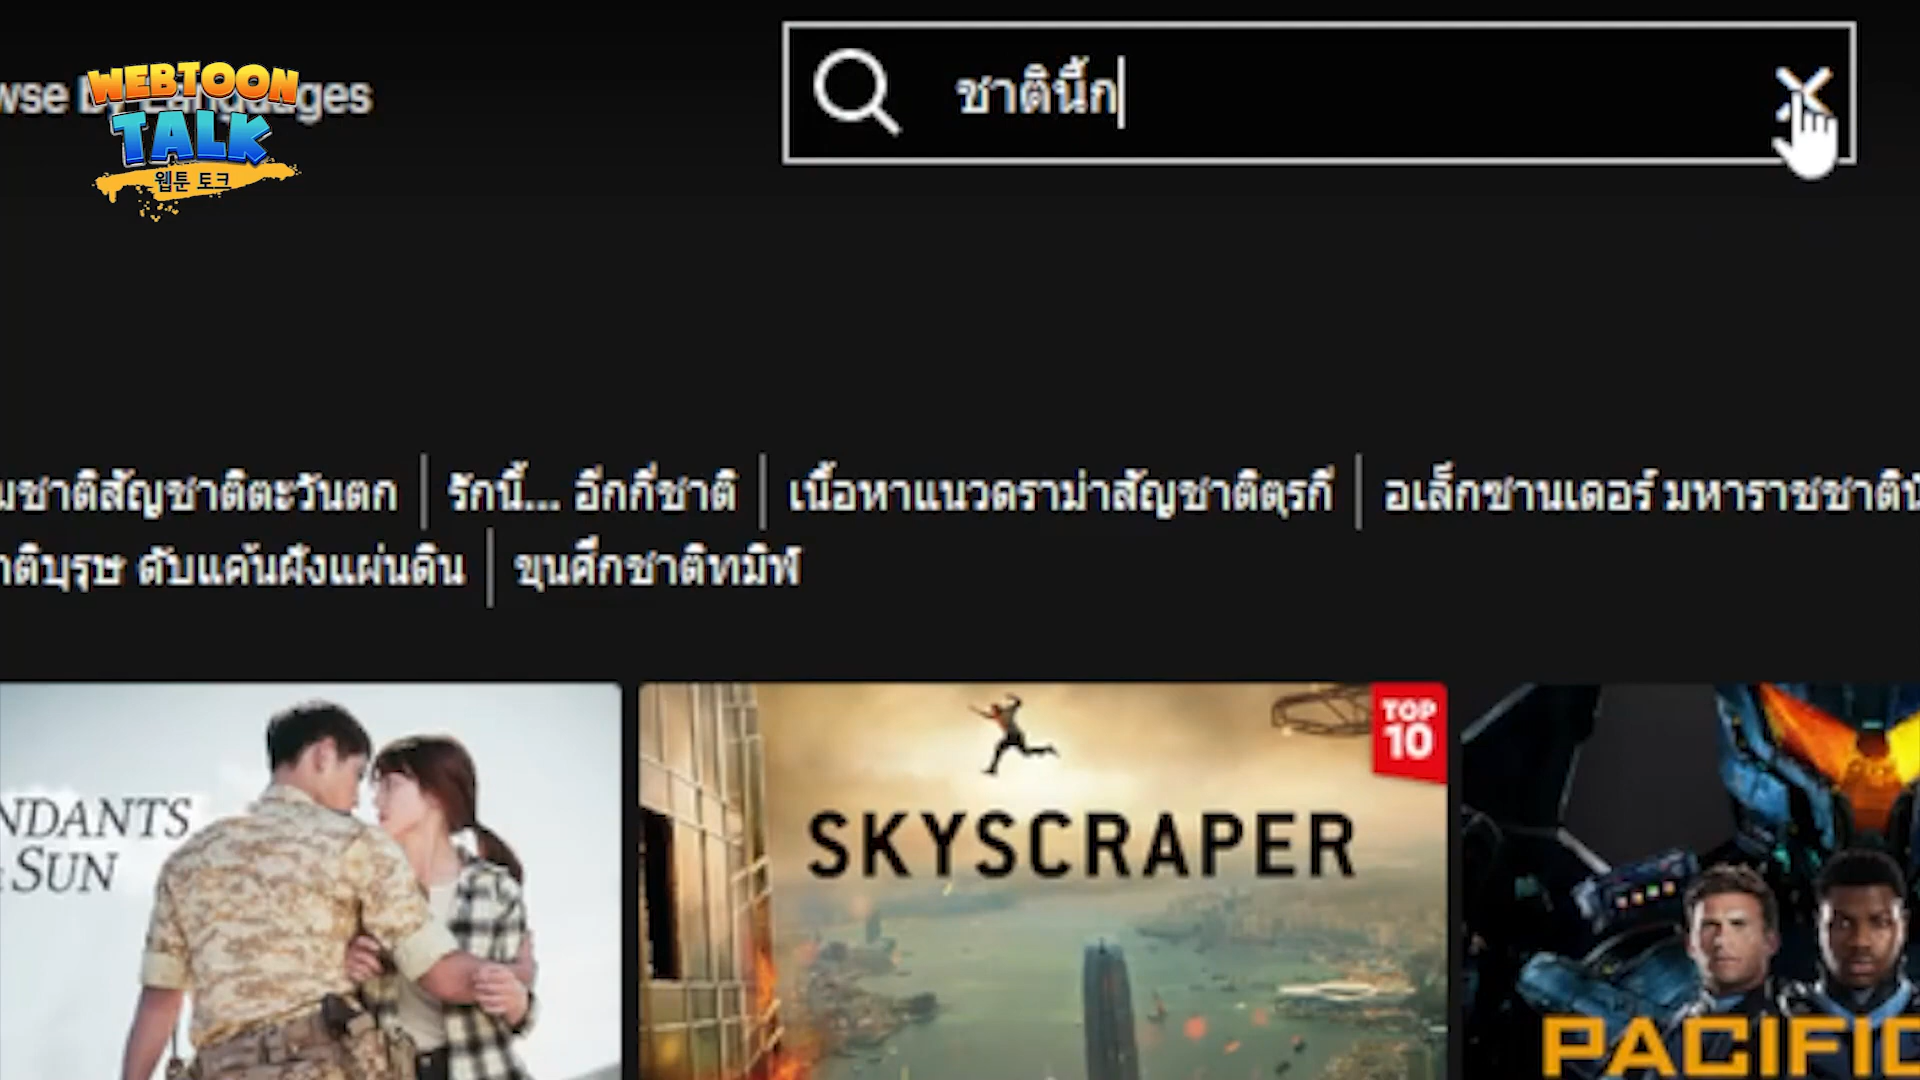 WEBTOON
TALK
웹툰 토크
ชาตินี้ก
มชาติสัญชาติตะวันตก | รักนี้... อีกกี่ชาติ | เนื้อหาแนวดราม่าสัญชาติตุรกี | อเล็กซานเดอร์ มหาราชชาติ
าติบุรุษ ดับแค้นฝังแผ่นดิน | ขุนศึกชาติทมิฬ
NDANTS
SUN
SKYSCRAPER
TOP
10
PACIFIC